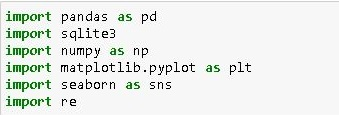 import pandas as pd
import sqlite3
import numpy as np
import matplotlib.pyplot as plt
import seaborn as sns
import re